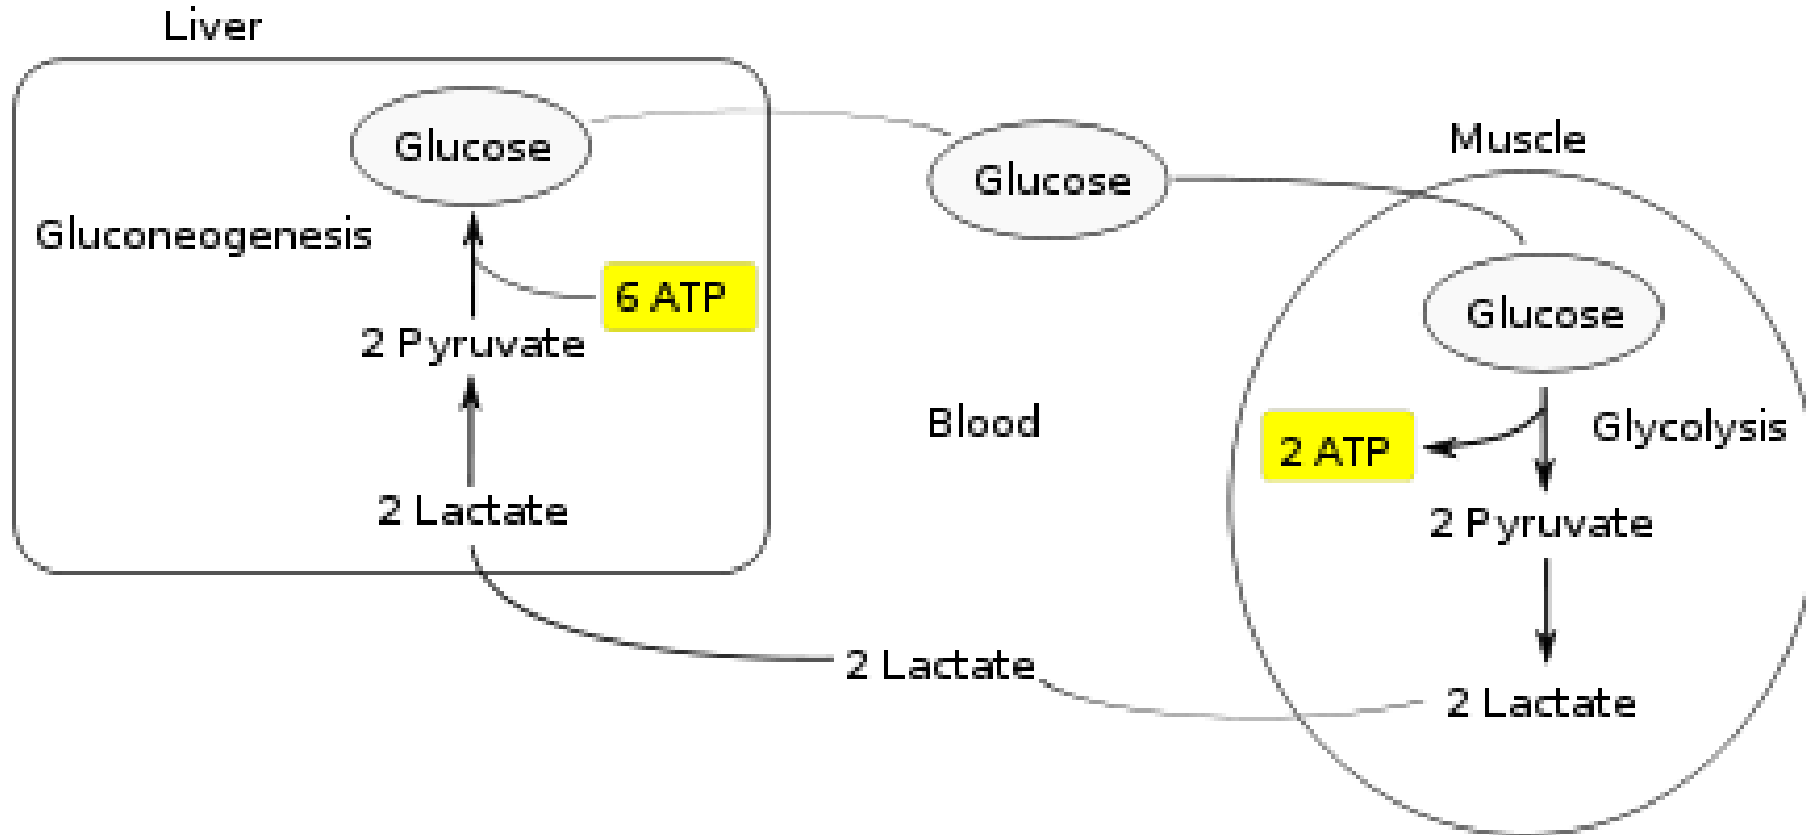 Liver
Glucose
Gluconeogenesis
6 ATP
2 Pyruvate
2 Lactate
Glucose
Blood
2 Lactate
Muscle
Glucose
2 ATP
Glycolysis
2 Pyruvate
2 Lactate